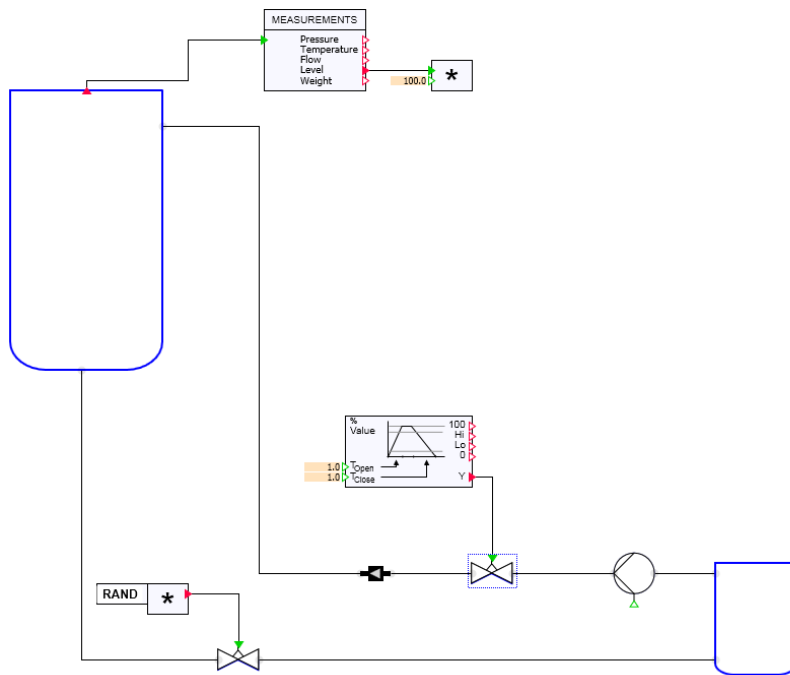 MEASUREMENTS
Pressure
Temperature
Flow
Level
Weight
100.0
*
%
Value
100
Hi
Lo
0
1.0
TOpen
1.0
TClose
Y
RAND
*